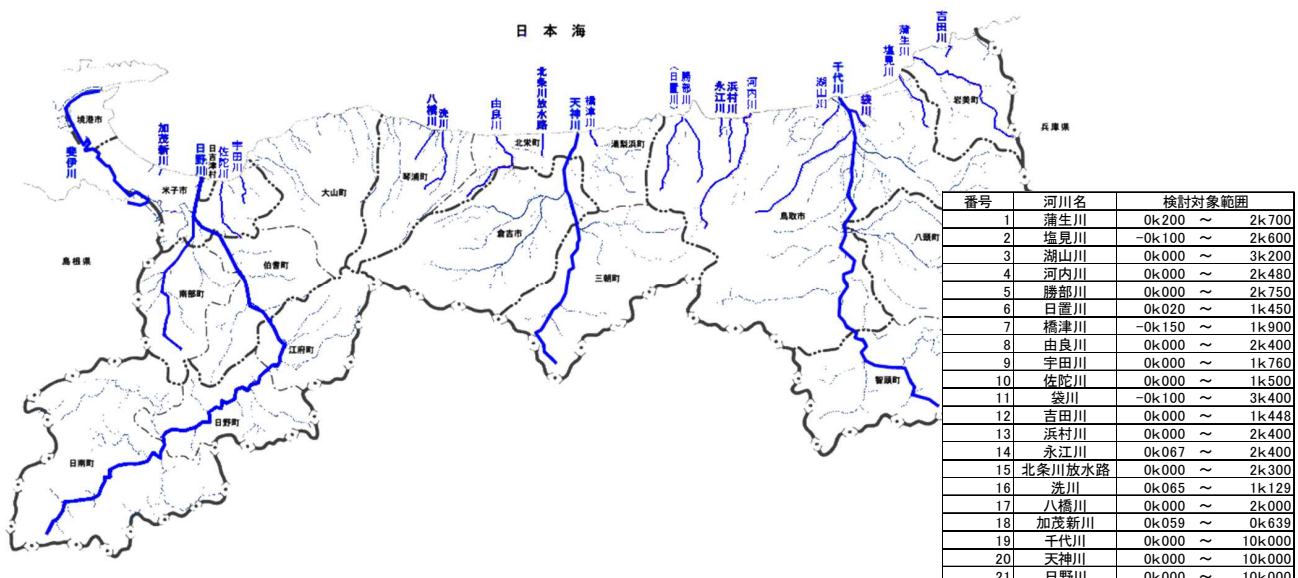 日本海
吉田川
蒲生川
塩見川
岩美町
兵庫県
千代川
湖山川
袋川
河内川
浜村川
永江川
勝部川
(日置川)
橋津川
天神川
北条川放水路
由良川
洗川
八橋川
宇田川
佐陀川
日吉津村
日野川
加茂新川
境港市
斐伊川
米子市
大山町
琴浦町
北栄町
湯梨浜町
鳥取市
八頭町
倉吉市
三朝町
島根県
伯耆町
南部町
江府町
智頭町
日野町
日南町
番号 河川名 検討対象範囲
1 蒲生川 0k200 ～ 2k700
2 塩見川 -0k100 ～ 2k600
3 湖山川 0k000 ～ 3k200
4 河内川 0k000 ～ 2k480
5 勝部川 0k000 ～ 2k750
6 日置川 0k020 ～ 1k450
7 橋津川 -0k150 ～ 1k900
8 由良川 0k000 ～ 2k400
9 宇田川 0k000 ～ 1k760
10 佐陀川 0k000 ～ 1k500
11 袋川 -0k100 ～ 3k400
12 吉田川 0k000 ～ 1k448
13 浜村川 0k000 ～ 2k400
14 永江川 0k067 ～ 2k400
15 北条川放水路 0k000 ～ 2k300
16 洗川 0k065 ～ 1k129
17 八橋川 0k000 ～ 2k000
18 加茂新川 0k059 ～ 0k639
19 千代川 0k000 ～ 10k000
20 天神川 0k000 ～ 10k000
21 日野川 0k000 ～ 10k000